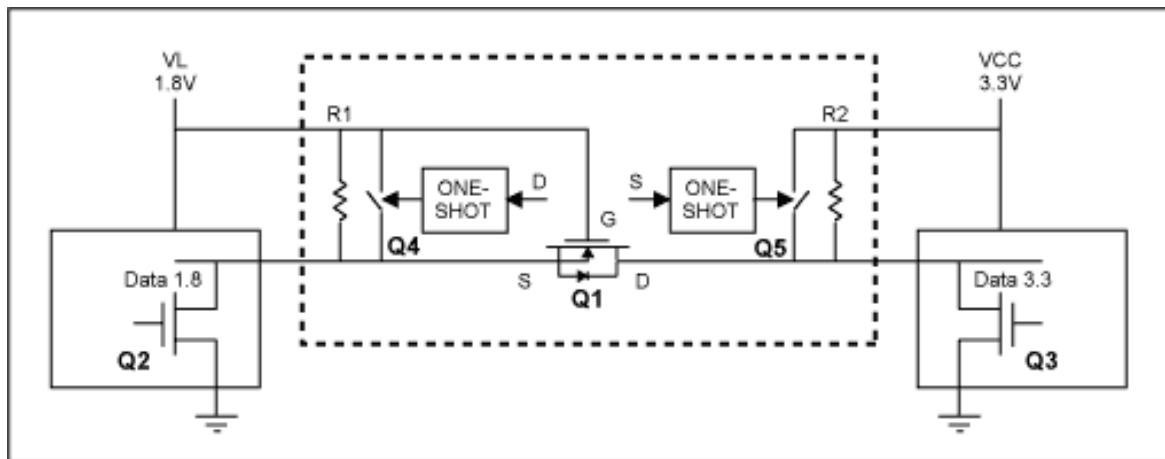 VL
1.8V
VCC
3.3V
R1
R2
ONE-
SHOT
D
S
ONE-
SHOT
G
Q4
Q5
Data 1.8
S
D
Data 3.3
Q1
Q2
Q3